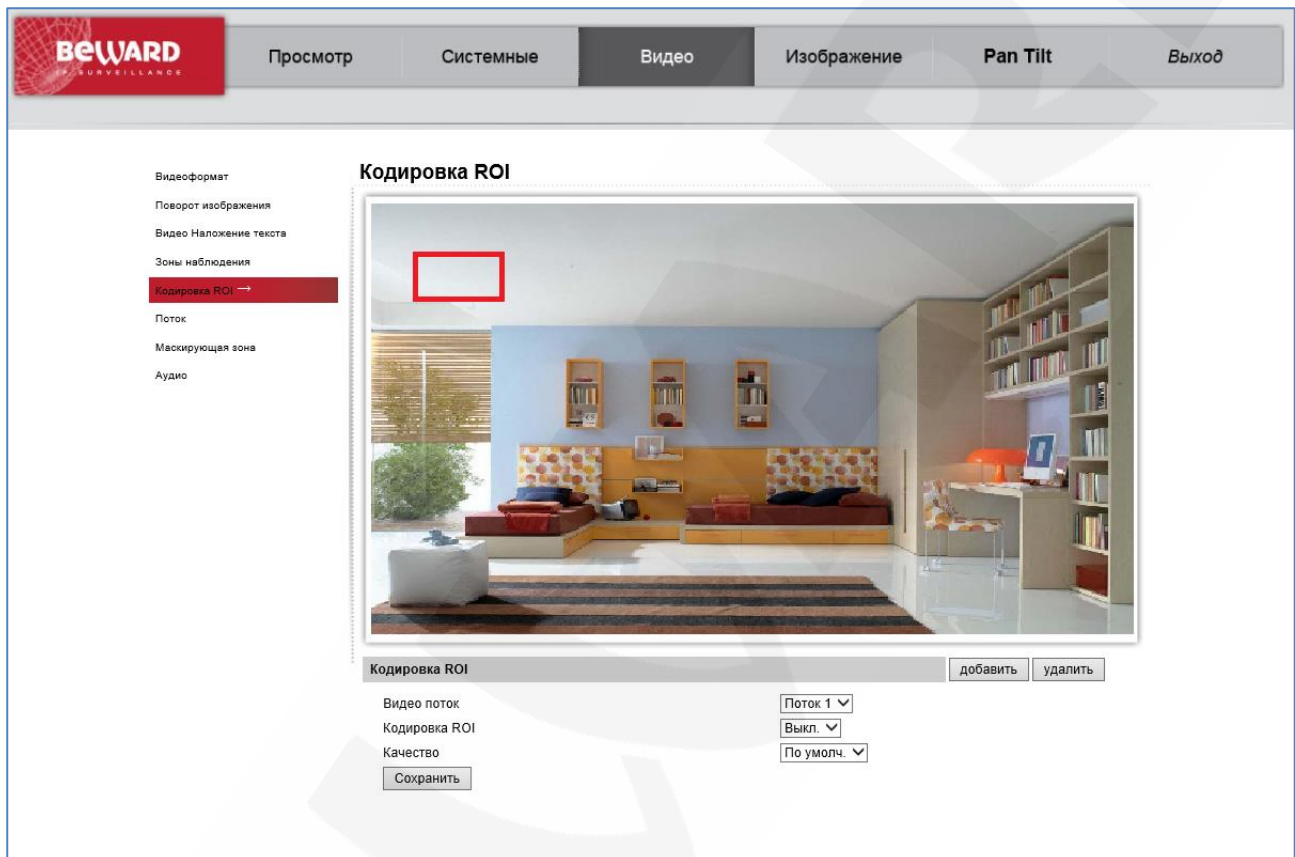 BEWARD
IP SURVEILLANCE
Просмотр Системные Видео Изображение Pan Tilt Выход
Кодировка ROI
Видеоформат
Поворот изображения
Видео Наложение текста
Зоны наблюдения
Кодировка ROI →
Поток
Маскирующая зона
Аудио
Кодировка ROI добавить удалить
Видео поток Поток 1
Кодировка ROI Выкл.
Качество По умолч.
Сохранить